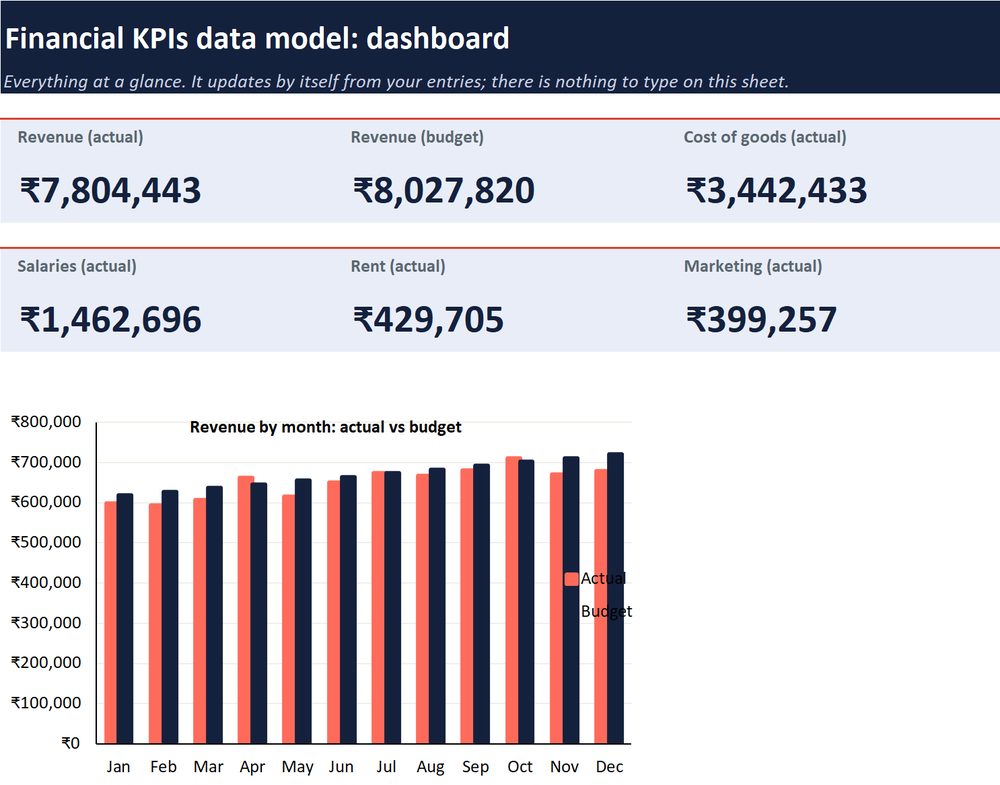 Financial KPIs data model: dashboard
Everything at a glance. It updates by itself from your entries; there is nothing to type on this sheet.
Revenue (actual) Revenue (budget) Cost of goods (actual)
₹7,804,443 ₹8,027,820 ₹3,442,433
Salaries (actual) Rent (actual) Marketing (actual)
₹1,462,696 ₹429,705 ₹399,257
Revenue by month: actual vs budget
₹800,000
₹700,000
₹600,000
₹500,000
₹400,000
₹300,000
₹200,000
₹100,000
₹0
Actual
Budget
Jan Feb Mar Apr May Jun Jul Aug Sep Oct Nov Dec